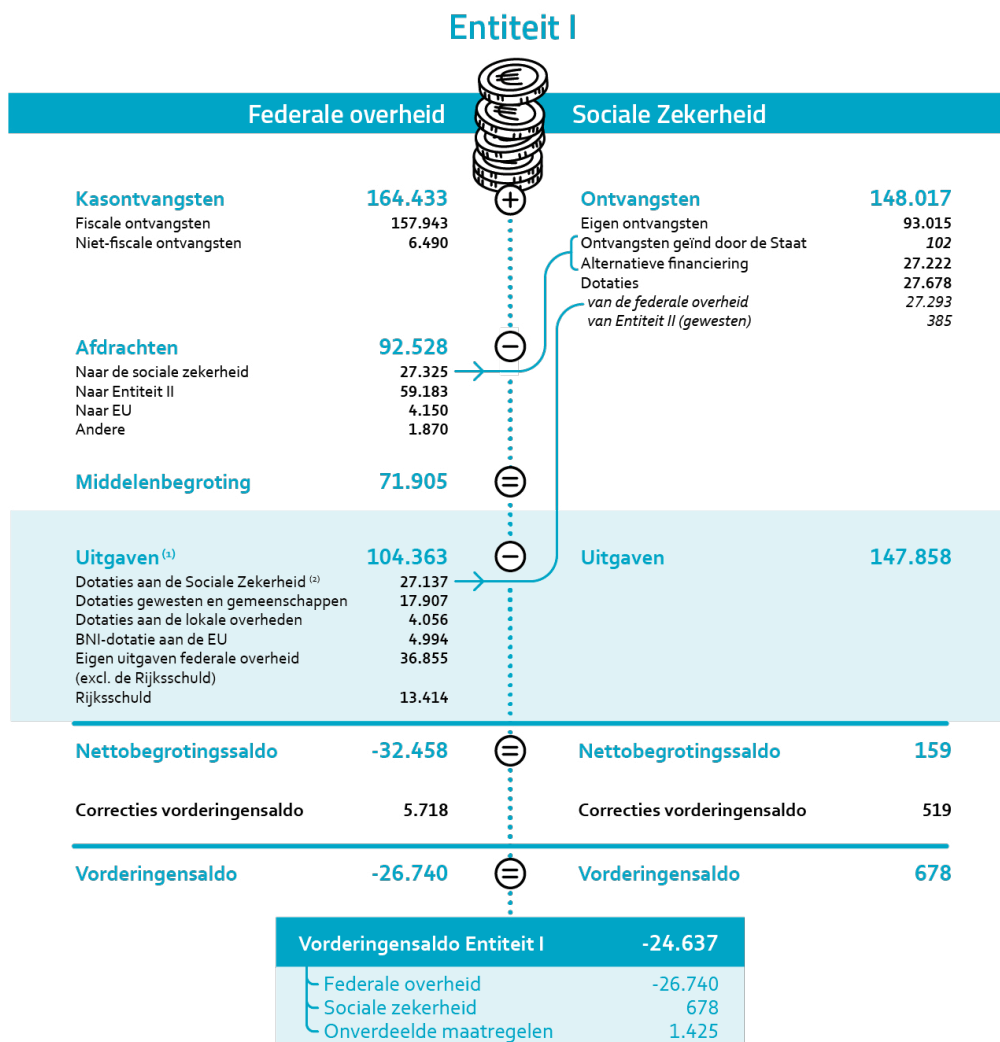 Entiteit I
Federale overheid
Sociale Zekerheid
Kasontvangsten 164.433
Fiscale ontvangsten 157.943
Niet-fiscale ontvangsten 6.490
+
Ontvangsten 148.017
Eigen ontvangsten 93.015
Ontvangsten geïnd door de Staat 102
Alternatieve financiering 27.222
Dotaties 27.678
van de federale overheid 27.293
van Entiteit II (gewesten) 385
Afdrachten 92.528
Naar de sociale zekerheid 27.325
Naar Entiteit II 59.183
Naar EU 4.150
Andere 1.870
−
Middelenbegroting 71.905
=
Uitgaven (1) 104.363
Dotaties aan de Sociale Zekerheid (2) 27.137
Dotaties gewesten en gemeenschappen 17.907
Dotaties aan de lokale overheden 4.056
BNI-dotatie aan de EU 4.994
Eigen uitgaven federale overheid 36.855
(excl. de Rijksschuld)
Rijksschuld 13.414
−
Uitgaven 147.858
Nettobegrotingssaldo -32.458
=
Nettobegrotingssaldo 159
Correcties vorderingensaldo 5.718
Correcties vorderingensaldo 519
Vorderingensaldo -26.740
=
Vorderingensaldo 678
Vorderingensaldo Entiteit I -24.637
Federale overheid -26.740
Sociale zekerheid 678
Onverdeelde maatregelen 1.425